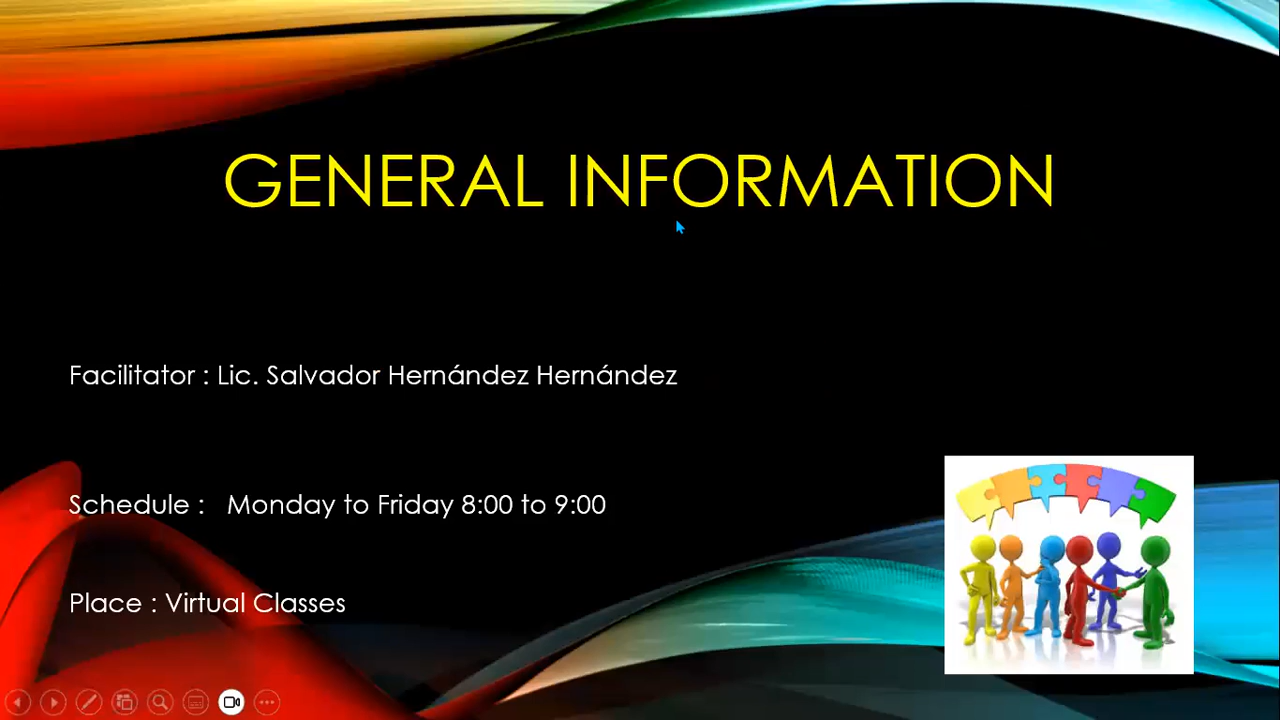 GENERAL INFORMATION
Facilitator : Lic. Salvador Hernández Hernández
Schedule : Monday to Friday 8:00 to 9:00
Place : Virtual Classes